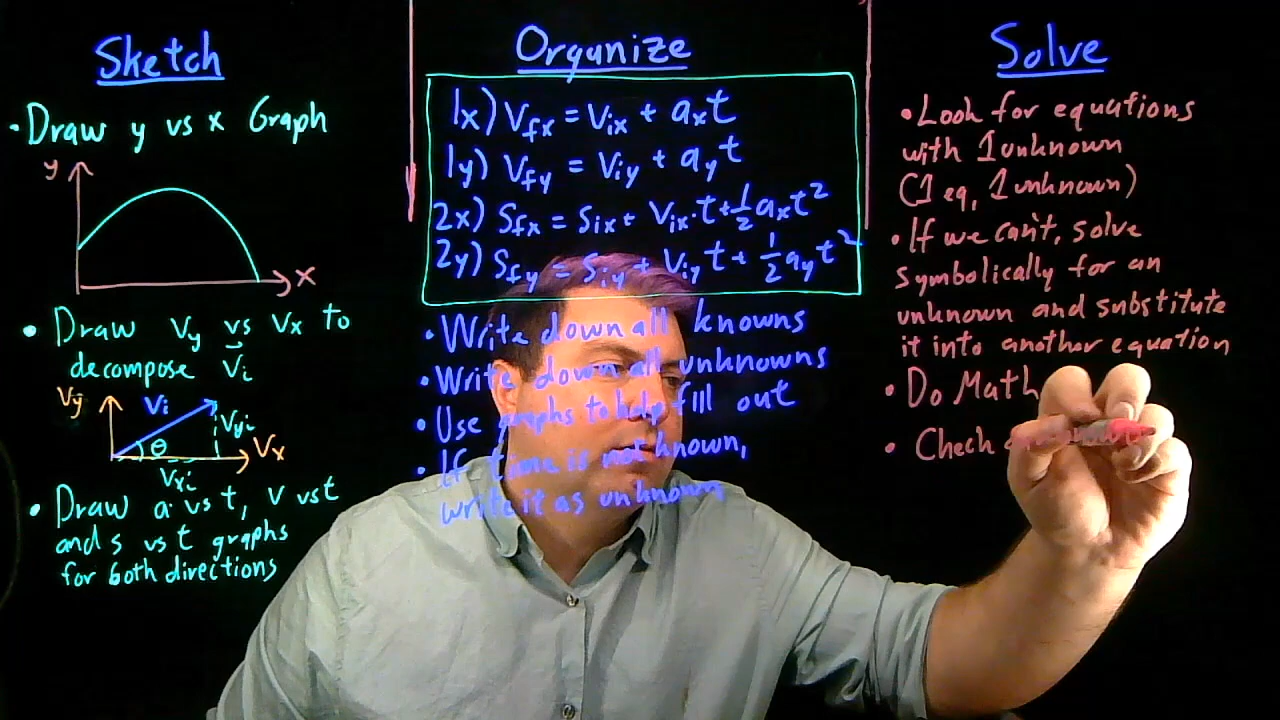 Sketch
• Draw y vs x Graph
y
x
• Draw Vy vs Vx to
decompose Vi
Vy
Vi
Vyi
θ
Vx
Vxi
• Draw a vs t, v vs t
and s vs t graphs
for both directions
Organize
1x) Vfx = Vix + axt
1y) Vfy = Viy + ayt
2x) Sfx = Six + Vix·t + 1/2 axt²
2y) Sfy = Siy + Viy t + 1/2 ayt²
• Write down all knowns
• Write down all unknowns
• Use graphs to help fill out
• If time is not known,
write it as unknown
Solve
• Look for equations
with 1 unknown
(1 eq, 1 unknown)
• If we can't, solve
symbolically for an
unknown and substitute
it into another equation
• Do Math
• Check